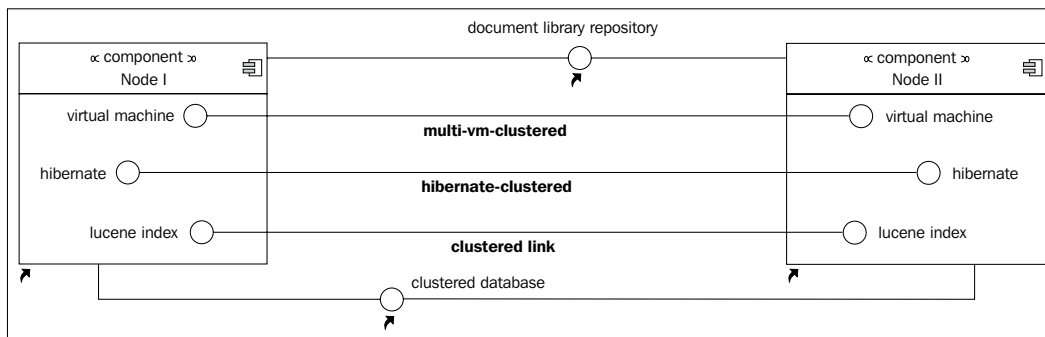 document library repository
« component »
Node I
« component »
Node II
virtual machine
virtual machine
multi-vm-clustered
hibernate
hibernate
hibernate-clustered
lucene index
lucene index
clustered link
clustered database